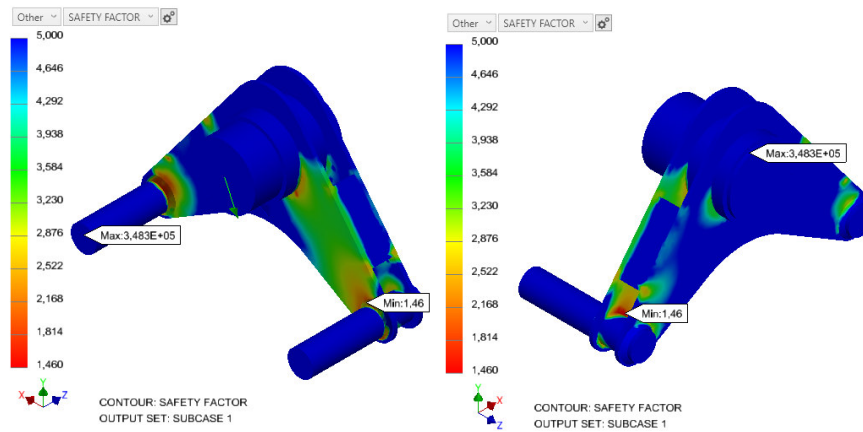 Other SAFETY FACTOR
5,000
4,646
4,292
3,938
3,584
3,230
2,876
2,522
2,168
1,814
1,460
Max:3,483E+05
Min:1,46
Y
X Z
CONTOUR: SAFETY FACTOR
OUTPUT SET: SUBCASE 1
Other SAFETY FACTOR
5,000
4,646
4,292
3,938
3,584
3,230
2,876
2,522
2,168
1,814
1,460
Max:3,483E+05
Min:1,46
Y
X
Z
CONTOUR: SAFETY FACTOR
OUTPUT SET: SUBCASE 1